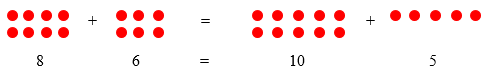 + = +
8 6 = 10 5